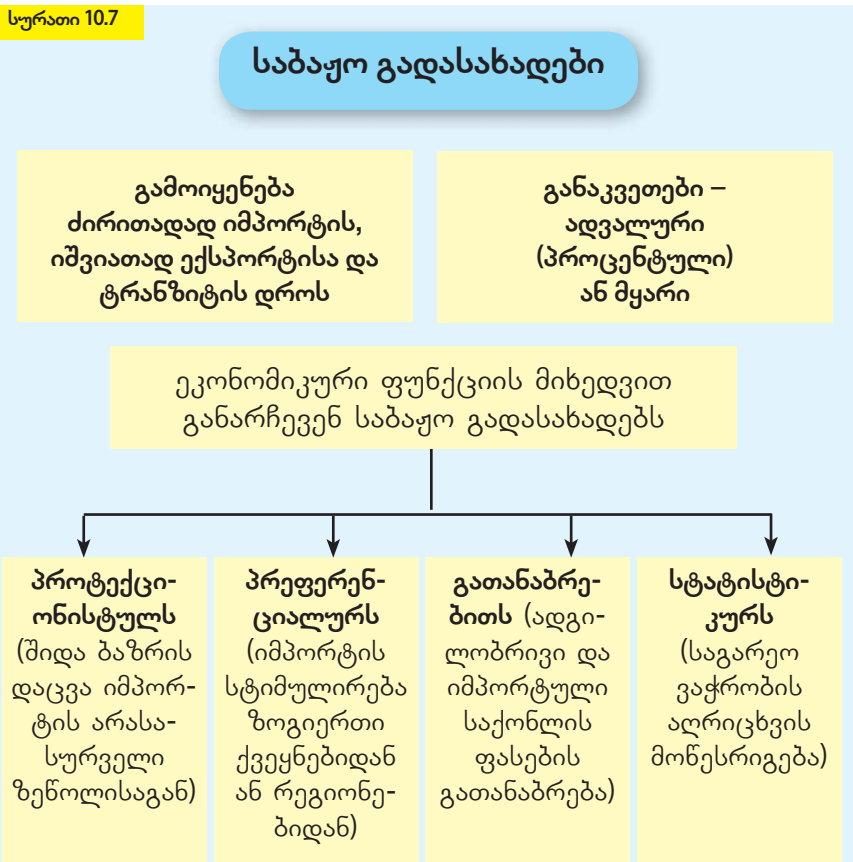 სურათი 10.7
საბაჟო გადასახადები
გამოიყენება
ძირითადად იმპორტის,
იშვიათად ექსპორტისა და
ტრანზიტის დროს
განაკვეთები –
ადვალური
(პროცენტული)
ან მყარი
ეკონომიკური ფუნქციის მიხედვით
განარჩევენ საბაჟო გადასახადებს
პროტექცი-
ონისტულს
(შიდა ბაზრის
დაცვა იმპორ-
ტის არასა-
სურველი
ზეწოლისაგან)
პრეფერენ-
ციალურს
(იმპორტის
სტიმულირება
ზოგიერთი
ქვეყნებიდან
ან რეგიონე-
ბიდან)
გათანაბრე-
ბითს (ადგი-
ლობრივი და
იმპორტული
საქონლის
ფასების
გათანაბრება)
სტატისტი-
კურს
(საგარეო
ვაჭრობის
აღრიცხვის
მოწესრიგება)